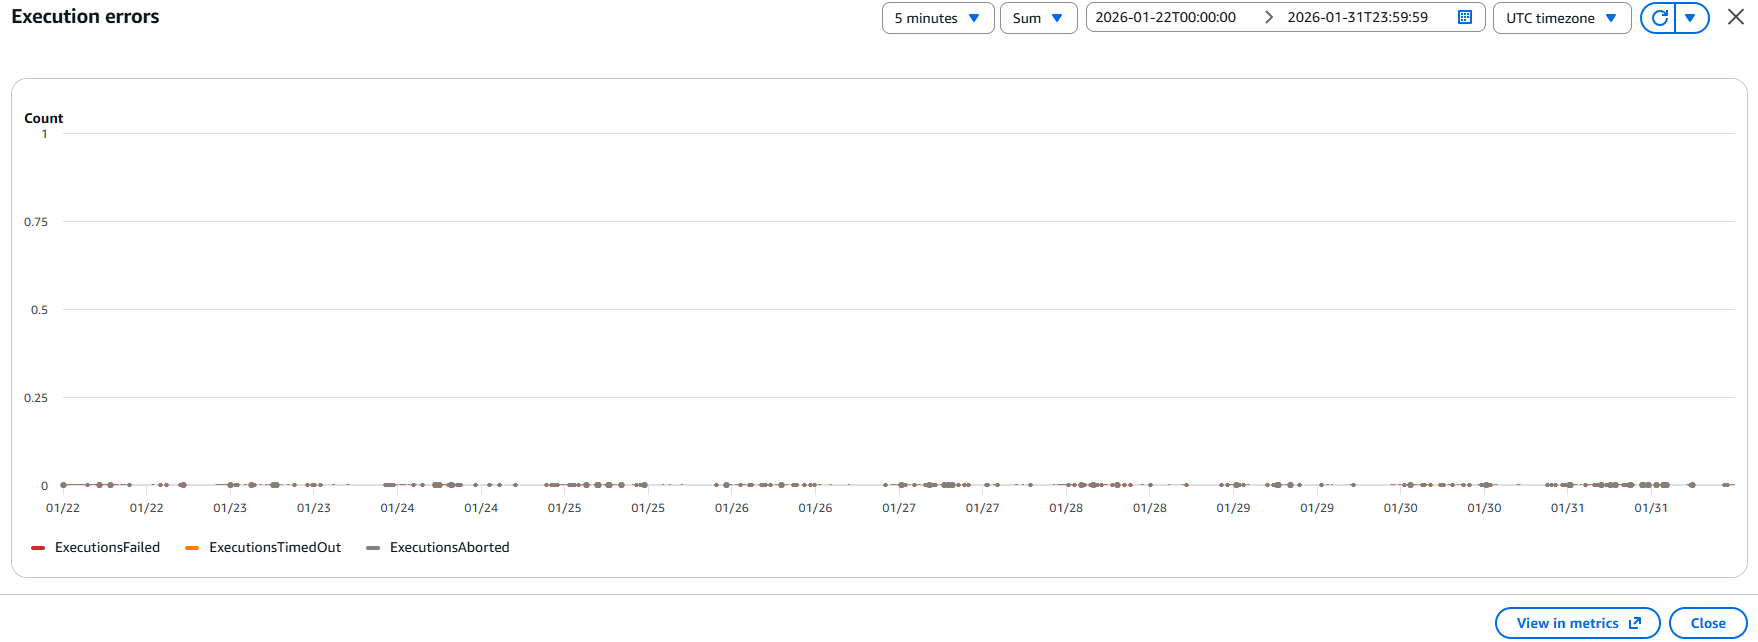 Execution errors
5 minutes
Sum
2026-01-22T00:00:00
2026-01-31T23:59:59
UTC timezone
Count
1
0.75
0.5
0.25
0
01/22 01/22 01/23 01/23 01/24 01/24 01/25 01/25 01/26 01/26 01/27 01/27 01/28 01/28 01/29 01/29 01/30 01/30 01/31 01/31
ExecutionsFailed ExecutionsTimedOut ExecutionsAborted
View in metrics
Close